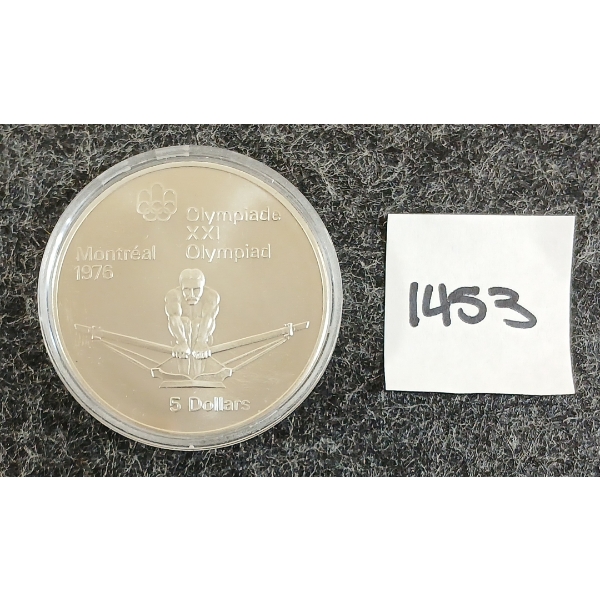 Olympiade
XXI
Olympiad
Montréal
1976
5 Dollars
1453